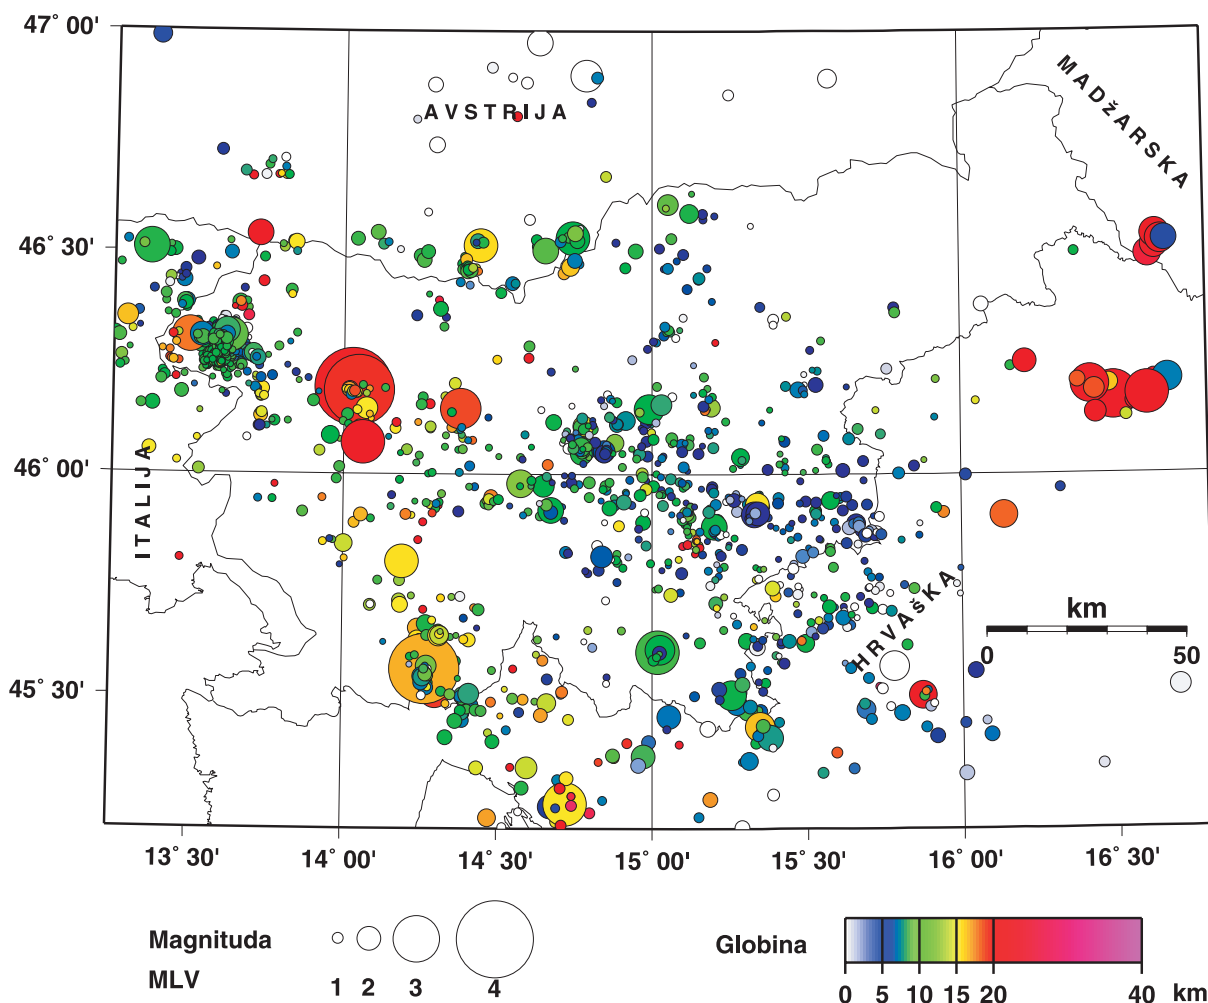 47° 00'
46° 30'
46° 00'
45° 30'
AVSTRIJA
MADŽARSKA
ITALIJA
HRVAŠKA
km
0 50
13° 30' 14° 00' 14° 30' 15° 00' 15° 30' 16° 00' 16° 30'
Magnituda
MLV 1 2 3 4
Globina
0 5 10 15 20 40 km